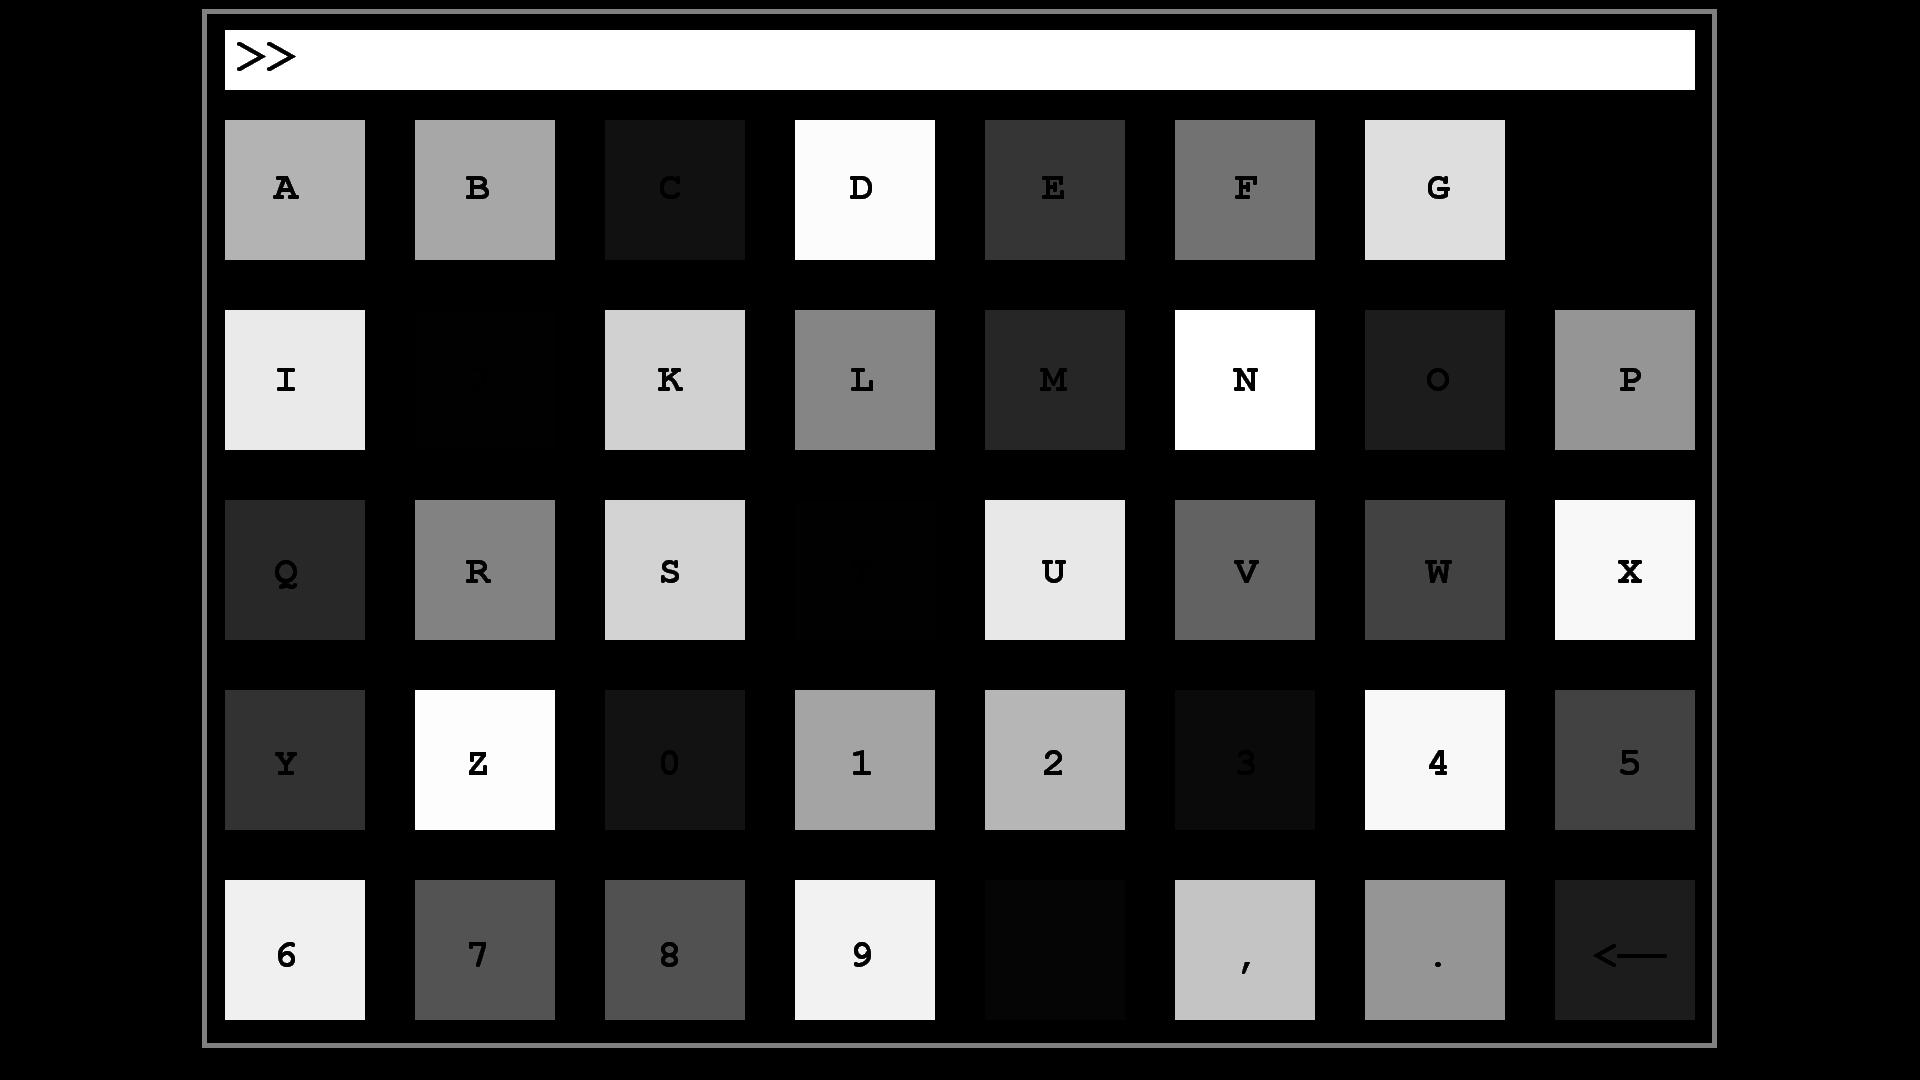 >>
A B C D E F G
I J K L M N O P
Q R S T U V W X
Y Z 0 1 2 3 4 5
6 7 8 9 , . <—